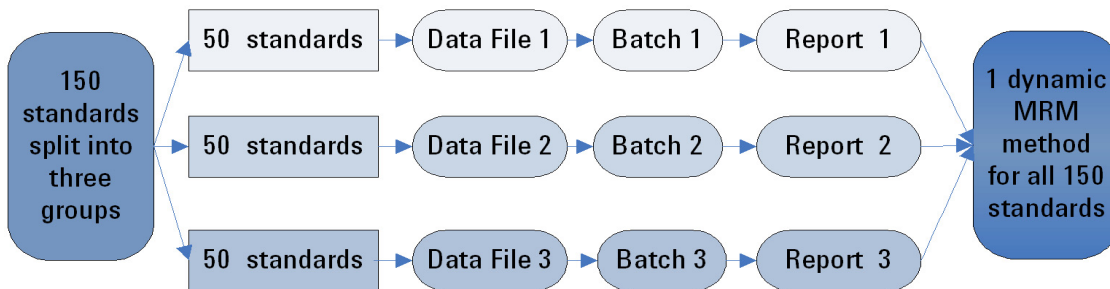 150
standards
split into
three
groups
50 standards
Data File 1
Batch 1
Report 1
50 standards
Data File 2
Batch 2
Report 2
50 standards
Data File 3
Batch 3
Report 3
1 dynamic
MRM
method
for all 150
standards